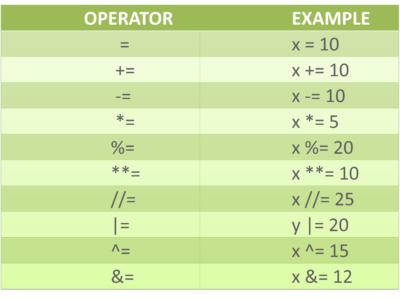 OPERATOR EXAMPLE
= x = 10
+= x += 10
-= x -= 10
*= x *= 5
%= x %= 20
**= x **= 10
//= x //= 25
|= y |= 20
^= x ^= 15
&= x &= 12